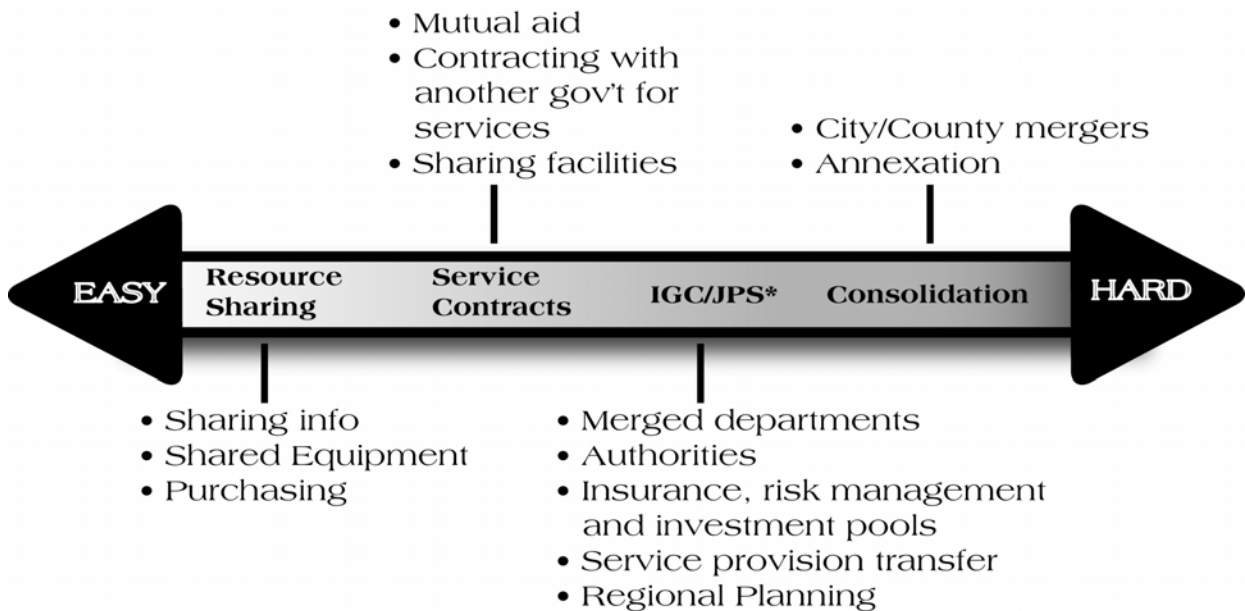 • Mutual aid
• Contracting with
another gov't for
services
• Sharing facilities
• City/County mergers
• Annexation
EASY
Resource
Sharing
Service
Contracts
IGC/JPS*
Consolidation
HARD
• Sharing info
• Shared Equipment
• Purchasing
• Merged departments
• Authorities
• Insurance, risk management
and investment pools
• Service provision transfer
• Regional Planning